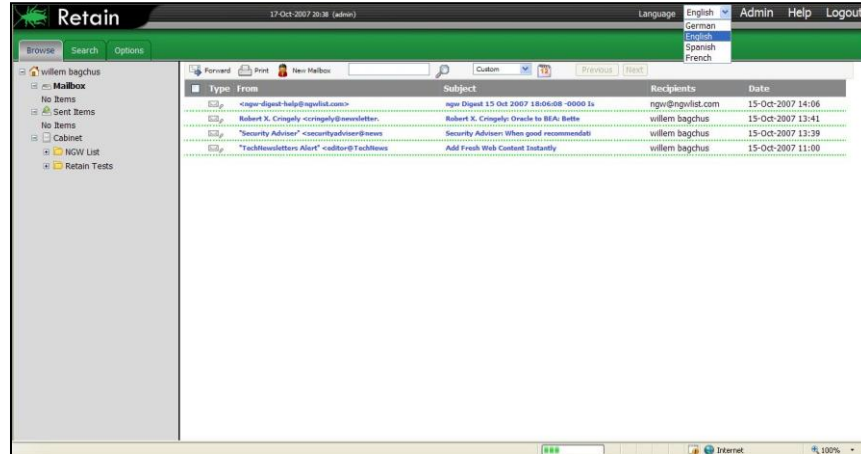 Retain
17-Oct-2007 20:38 (admin)
Language English Admin Help Logout
German
English
Spanish
French
Browse Search Options
willem bagchus
Mailbox
No Items
Sent Items
No Items
Cabinet
NGW List
Retain Tests
Forward Print New Mailbox Custom Previous Next
Type From Subject Recipients Date
<ngw-digest-help@ngwlist.com> ngw Digest 15 Oct 2007 18:06:08 -0000 Is ngw@ngwlist.com 15-Oct-2007 14:06
Robert X. Cringely <cringely@newsletter. Robert X. Cringely: Oracle to BEA: Bette willem bagchus 15-Oct-2007 13:41
"Security Adviser" <securityadviser@news Security Adviser: When good recommendati willem bagchus 15-Oct-2007 13:39
"TechNewsletters Alert" <editor@TechNews Add Fresh Web Content Instantly willem bagchus 15-Oct-2007 11:00
Internet 100%